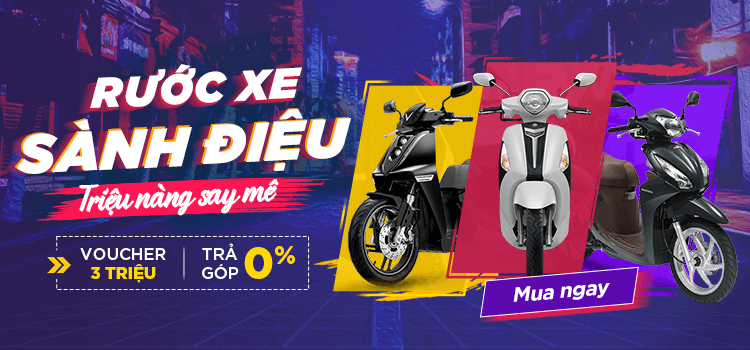 RƯỚC XE
SÀNH ĐIỆU
Triệu nàng say mê
VOUCHER
3 TRIỆU
TRẢ
GÓP
0%
Mua ngay